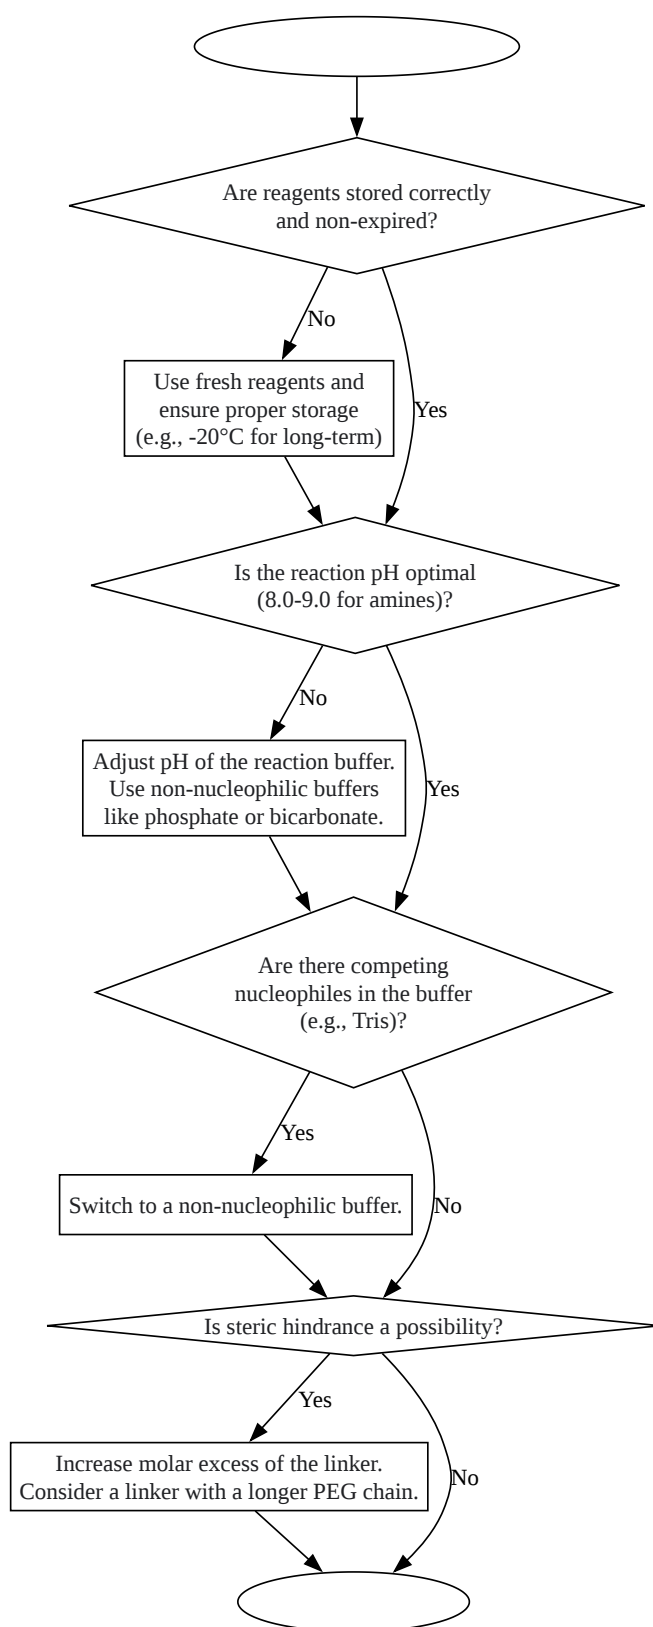 Are reagents stored correctly
and non-expired?
No
Use fresh reagents and
ensure proper storage
(e.g., -20°C for long-term)
Yes
Is the reaction pH optimal
(8.0-9.0 for amines)?
No
Adjust pH of the reaction buffer.
Use non-nucleophilic buffers
like phosphate or bicarbonate.
Yes
Are there competing
nucleophiles in the buffer
(e.g., Tris)?
Yes
Switch to a non-nucleophilic buffer.
No
Is steric hindrance a possibility?
Yes
Increase molar excess of the linker.
Consider a linker with a longer PEG chain.
No